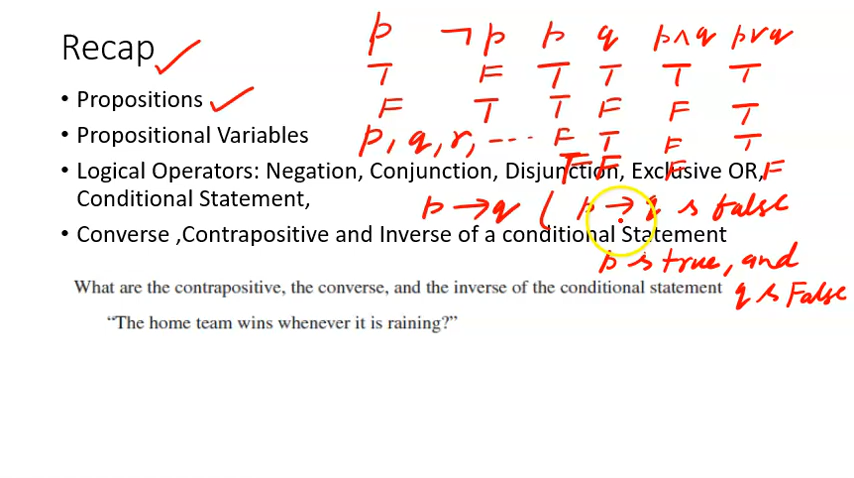 Recap
p ¬p p q p∧q p∨q
T F T T T T
F T T F F T
• Propositions
• Propositional Variables p, q, r, ---- F T F T
• Logical Operators: Negation, Conjunction, Disjunction, Exclusive OR,
F F F F
Conditional Statement,
p → q ( p → q is false
• Converse ,Contrapositive and Inverse of a conditional Statement
p is true, and
q is False
What are the contrapositive, the converse, and the inverse of the conditional statement
“The home team wins whenever it is raining?”